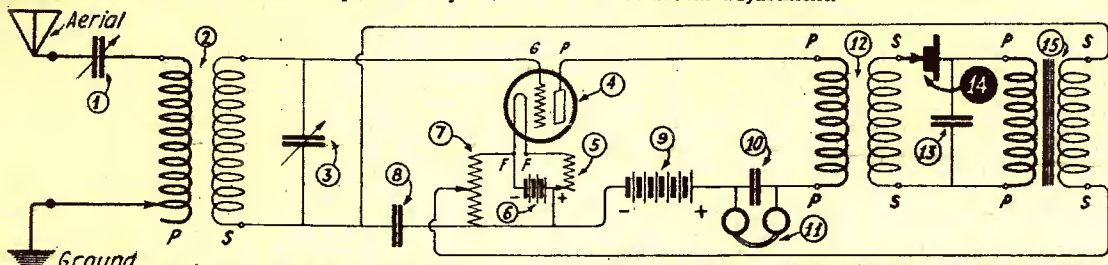 Aerial
1
2
P S
3
G P
4
7
5
F F
- 6 +
8
9
- +
10
11
P 12 S
14
13
P 15 S
P S
P S
P S
Ground